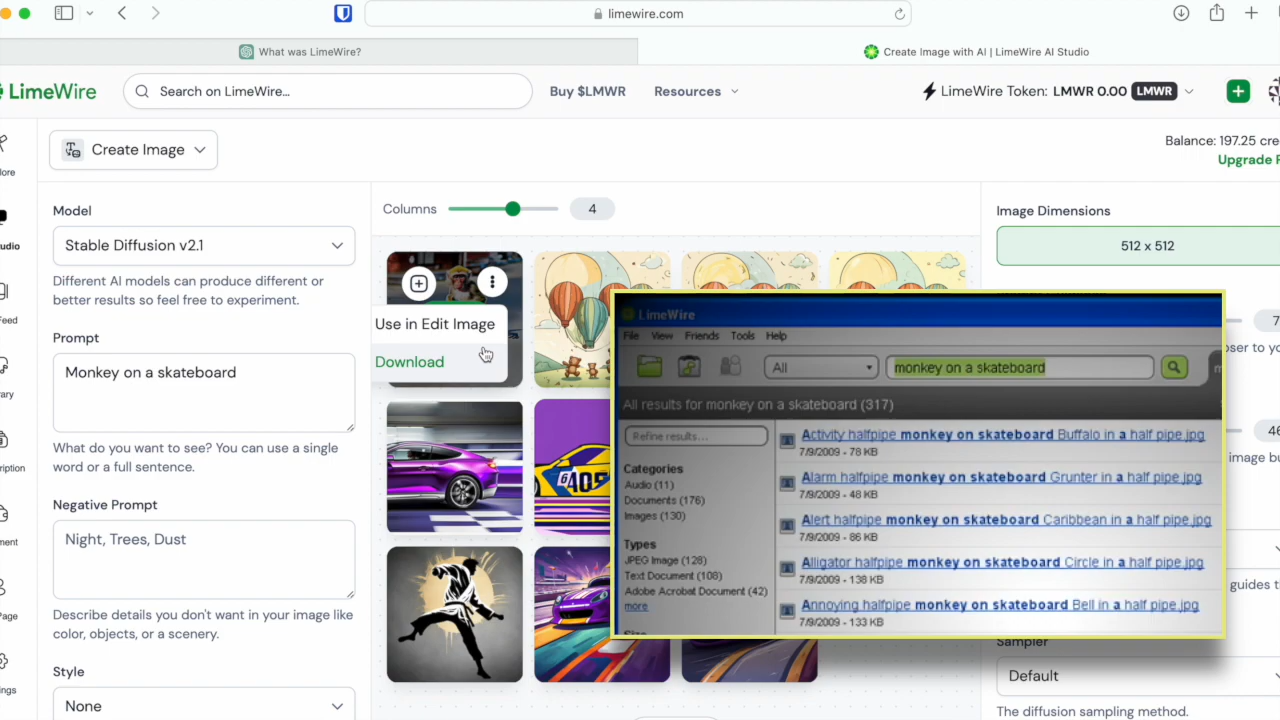 limewire.com
What was LimeWire?
Create Image with AI | LimeWire AI Studio
LimeWire
Search on LimeWire...
Buy $LMWR
Resources
LimeWire Token: LMWR 0.00 LMWR
Create Image
Balance: 197.25 cre
Upgrade
Model
Stable Diffusion v2.1
Different AI models can produce different or
better results so feel free to experiment.
Prompt
Monkey on a skateboard
What do you want to see? You can use a single
word or a full sentence.
Negative Prompt
Night, Trees, Dust
Describe details you don't want in your image like
color, objects, or a scenery.
Style
None
Columns
4
Use in Edit Image
Download
Image Dimensions
512 x 512
LimeWire
File View Friends Tools Help
All
monkey on a skateboard
All results for monkey on a skateboard (317)
Refine results...
Categories
Audio (11)
Documents (176)
Images (130)
Types
JPEG Image (128)
Text Document (108)
Adobe Acrobat Document (42)
more
Activity halfpipe monkey on skateboard Buffalo in a half pipe.jpg
7/9/2009 - 78 KB
Alarm halfpipe monkey on skateboard Grunter in a half pipe.jpg
7/9/2009 - 48 KB
Alert halfpipe monkey on skateboard Caribbean in a half pipe.jpg
7/9/2009 - 86 KB
Alligator halfpipe monkey on skateboard Circle in a half pipe.jpg
7/9/2009 - 138 KB
Annoying halfpipe monkey on skateboard Bell in a half pipe.jpg
7/9/2009 - 133 KB
oser to yo
46
image bu
guides t
Sampler
Default
The diffusion sampling method.